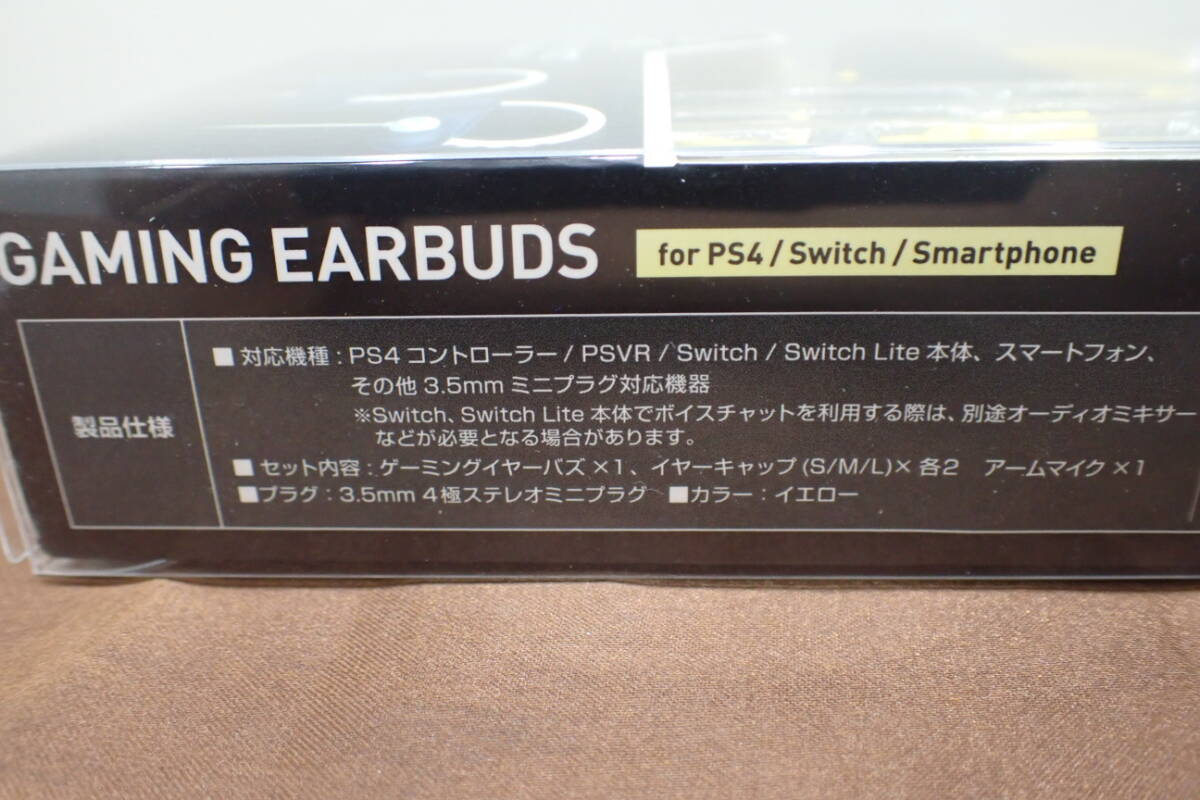 GAMING EARBUDS
for PS4 / Switch / Smartphone
製品仕様
■ 対応機種 : PS4 コントローラー / PSVR / Switch / Switch Lite 本体、スマートフォン、
その他 3.5mm ミニプラグ対応機器
※Switch、Switch Lite 本体でボイスチャットを利用する際は、別途オーディオミキサー
などが必要となる場合があります。
■ セット内容 : ゲーミングイヤーバズ ×1、イヤーキャップ (S/M/L)× 各2 アームマイク ×1
■プラグ : 3.5mm 4極ステレオミニプラグ ■カラー : イエロー